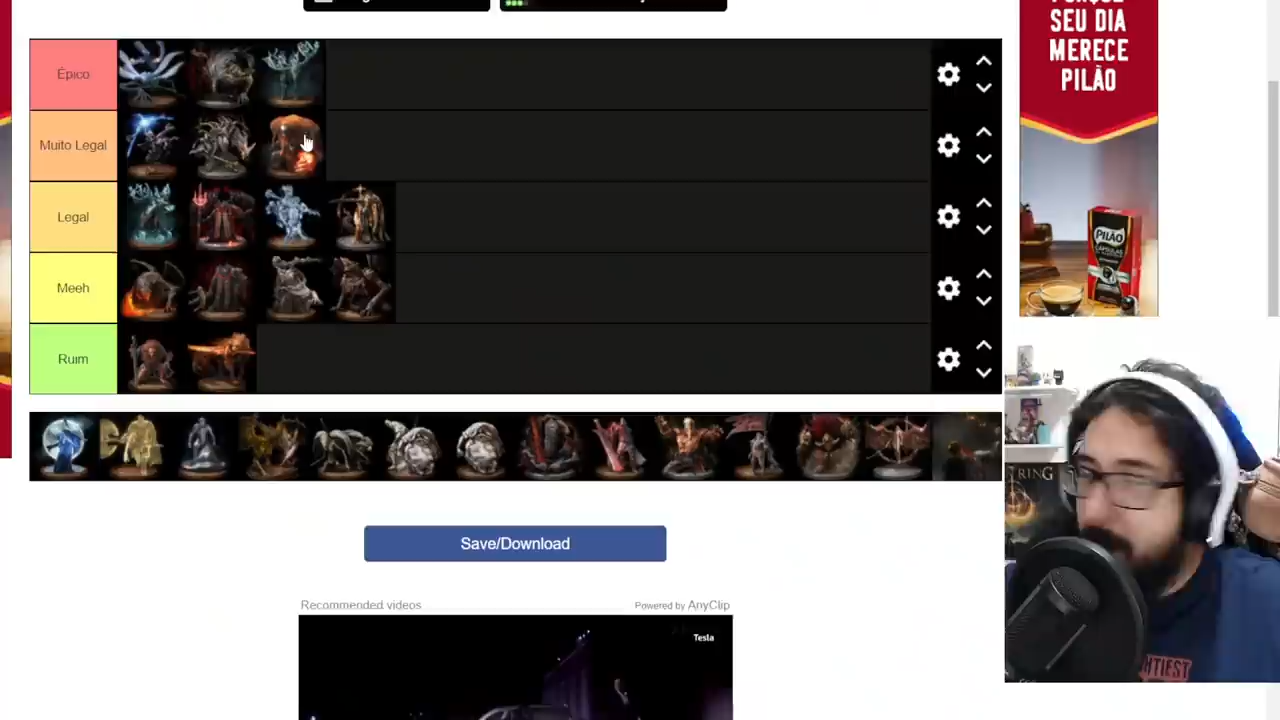 SEU DIA
MERECE
PILÃO
Épico
Muito Legal
Legal
Meeh
Ruim
PILÃO
Save/Download
Recommended videos
Powered by AnyClip
Tesla
RING
HTIEST